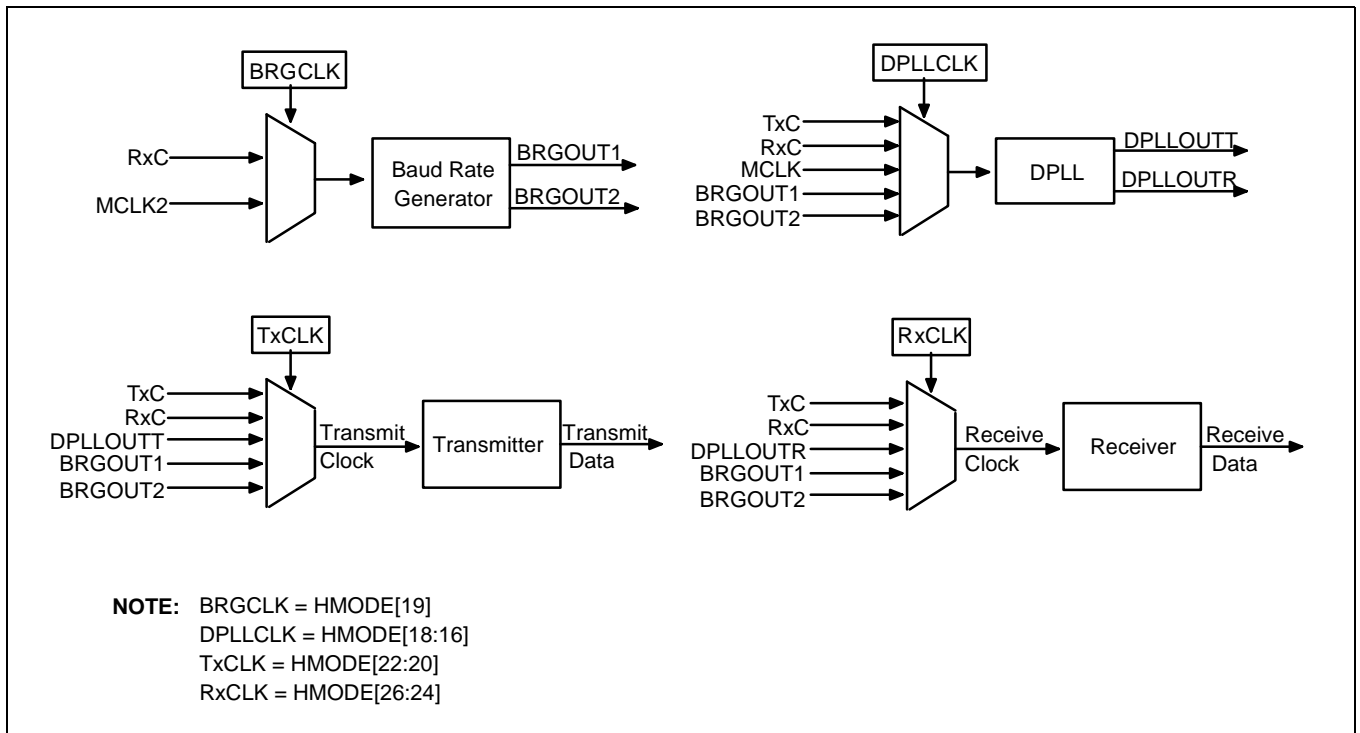 BRGCLK
RxC
MCLK2
Baud Rate
Generator
BRGOUT1
BRGOUT2
DPLLCLK
TxC
RxC
MCLK
BRGOUT1
BRGOUT2
DPLL
DPLLOUTT
DPLLOUTR
TxCLK
TxC
RxC
DPLLOUTT
BRGOUT1
BRGOUT2
Transmit
Clock
Transmitter
Transmit
Data
RxCLK
TxC
RxC
DPLLOUTR
BRGOUT1
BRGOUT2
Receive
Clock
Receiver
Receive
Data
NOTE: BRGCLK = HMODE[19]
DPLLCLK = HMODE[18:16]
TxCLK = HMODE[22:20]
RxCLK = HMODE[26:24]